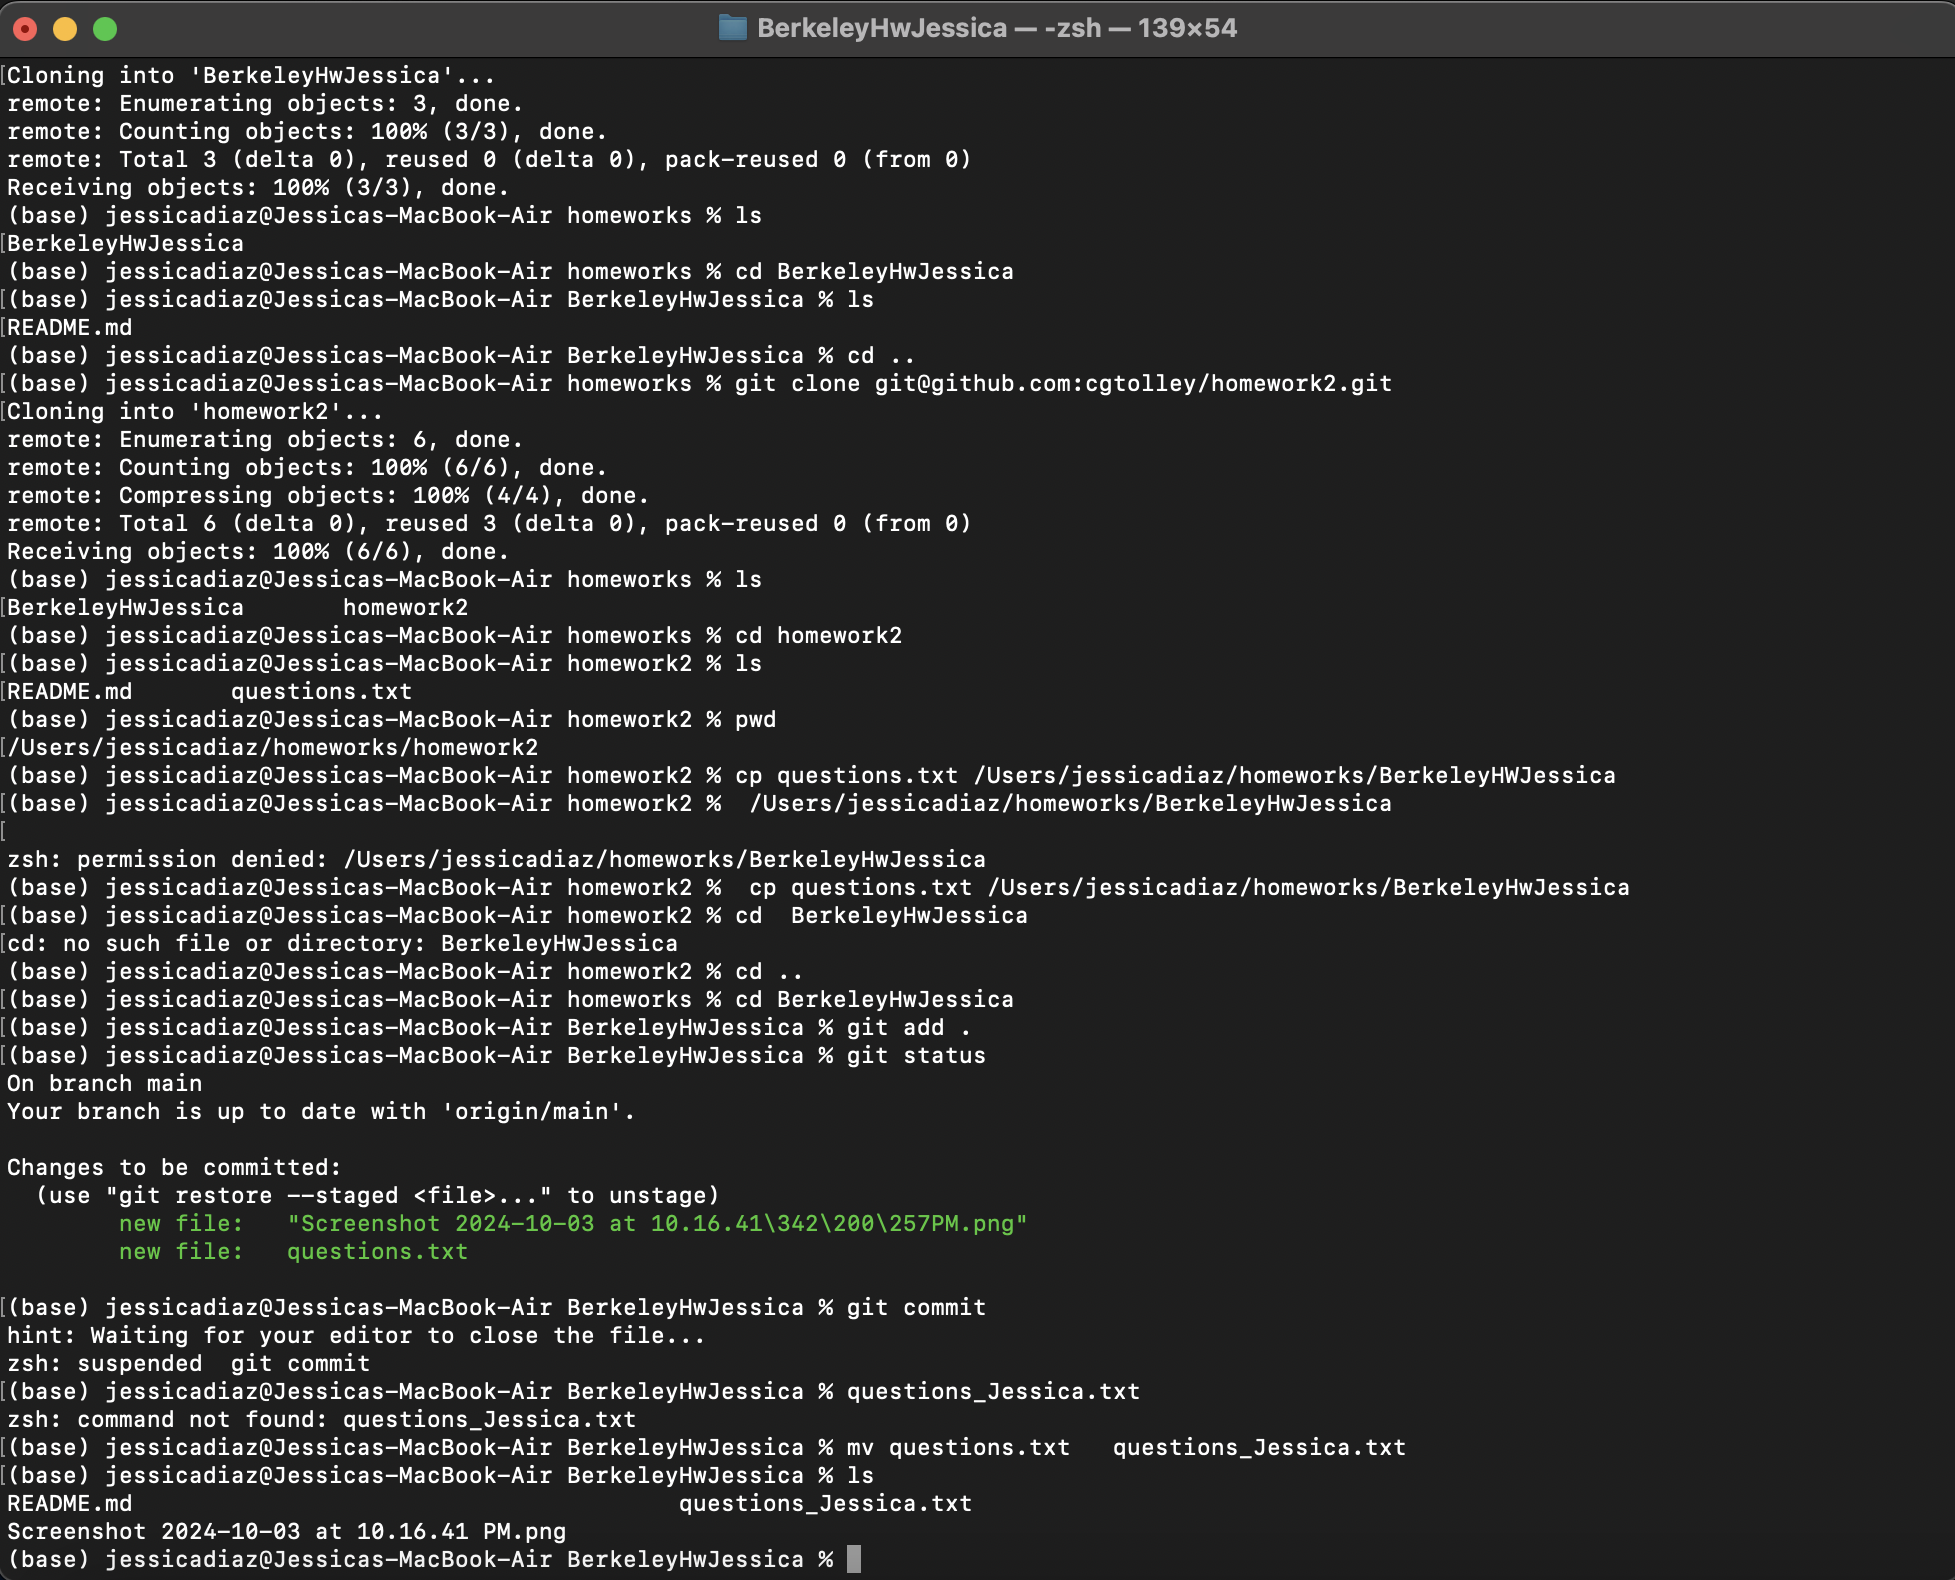 BerkeleyHwJessica — -zsh — 139×54
[Cloning into 'BerkeleyHwJessica'...
remote: Enumerating objects: 3, done.
remote: Counting objects: 100% (3/3), done.
remote: Total 3 (delta 0), reused 0 (delta 0), pack-reused 0 (from 0)
Receiving objects: 100% (3/3), done.
(base) jessicadiaz@Jessicas-MacBook-Air homeworks % ls
[BerkeleyHwJessica
(base) jessicadiaz@Jessicas-MacBook-Air homeworks % cd BerkeleyHwJessica
[(base) jessicadiaz@Jessicas-MacBook-Air BerkeleyHwJessica % ls
[README.md
(base) jessicadiaz@Jessicas-MacBook-Air BerkeleyHwJessica % cd ..
[(base) jessicadiaz@Jessicas-MacBook-Air homeworks % git clone git@github.com:cgtolley/homework2.git
[Cloning into 'homework2'...
remote: Enumerating objects: 6, done.
remote: Counting objects: 100% (6/6), done.
remote: Compressing objects: 100% (4/4), done.
remote: Total 6 (delta 0), reused 3 (delta 0), pack-reused 0 (from 0)
Receiving objects: 100% (6/6), done.
(base) jessicadiaz@Jessicas-MacBook-Air homeworks % ls
[BerkeleyHwJessica       homework2
(base) jessicadiaz@Jessicas-MacBook-Air homeworks % cd homework2
[(base) jessicadiaz@Jessicas-MacBook-Air homework2 % ls
[README.md       questions.txt
(base) jessicadiaz@Jessicas-MacBook-Air homework2 % pwd
[/Users/jessicadiaz/homeworks/homework2
(base) jessicadiaz@Jessicas-MacBook-Air homework2 % cp questions.txt /Users/jessicadiaz/homeworks/BerkeleyHWJessica
[(base) jessicadiaz@Jessicas-MacBook-Air homework2 %  /Users/jessicadiaz/homeworks/BerkeleyHwJessica
[
zsh: permission denied: /Users/jessicadiaz/homeworks/BerkeleyHwJessica
(base) jessicadiaz@Jessicas-MacBook-Air homework2 %  cp questions.txt /Users/jessicadiaz/homeworks/BerkeleyHwJessica
[(base) jessicadiaz@Jessicas-MacBook-Air homework2 % cd  BerkeleyHwJessica
[cd: no such file or directory: BerkeleyHwJessica
(base) jessicadiaz@Jessicas-MacBook-Air homework2 % cd ..
[(base) jessicadiaz@Jessicas-MacBook-Air homeworks % cd BerkeleyHwJessica
[(base) jessicadiaz@Jessicas-MacBook-Air BerkeleyHwJessica % git add .
[(base) jessicadiaz@Jessicas-MacBook-Air BerkeleyHwJessica % git status
On branch main
Your branch is up to date with 'origin/main'.
Changes to be committed:
  (use "git restore --staged <file>..." to unstage)
        new file:   "Screenshot 2024-10-03 at 10.16.41\342\200\257PM.png"
        new file:   questions.txt
[(base) jessicadiaz@Jessicas-MacBook-Air BerkeleyHwJessica % git commit
hint: Waiting for your editor to close the file...
zsh: suspended  git commit
[(base) jessicadiaz@Jessicas-MacBook-Air BerkeleyHwJessica % questions_Jessica.txt
zsh: command not found: questions_Jessica.txt
[(base) jessicadiaz@Jessicas-MacBook-Air BerkeleyHwJessica % mv questions.txt   questions_Jessica.txt
[(base) jessicadiaz@Jessicas-MacBook-Air BerkeleyHwJessica % ls
README.md                                       questions_Jessica.txt
Screenshot 2024-10-03 at 10.16.41 PM.png
(base) jessicadiaz@Jessicas-MacBook-Air BerkeleyHwJessica %